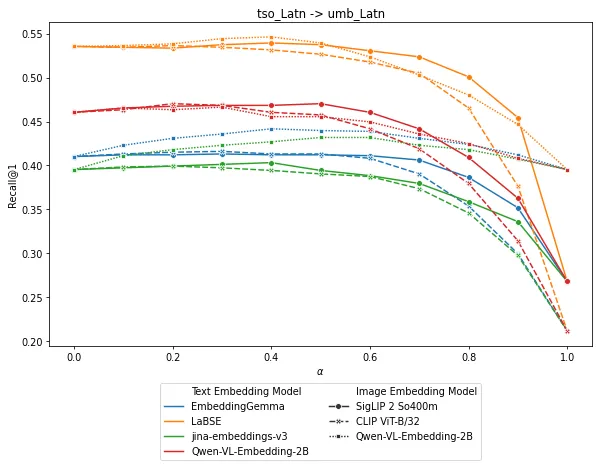 tso_Latn -> umb_Latn
Recall@1
0.55
0.50
0.45
0.40
0.35
0.30
0.25
0.20
0.0 0.2 0.4 0.6 0.8 1.0
α
Text Embedding Model
EmbeddingGemma
LaBSE
jina-embeddings-v3
Qwen-VL-Embedding-2B
Image Embedding Model
SigLIP 2 So400m
CLIP ViT-B/32
Qwen-VL-Embedding-2B